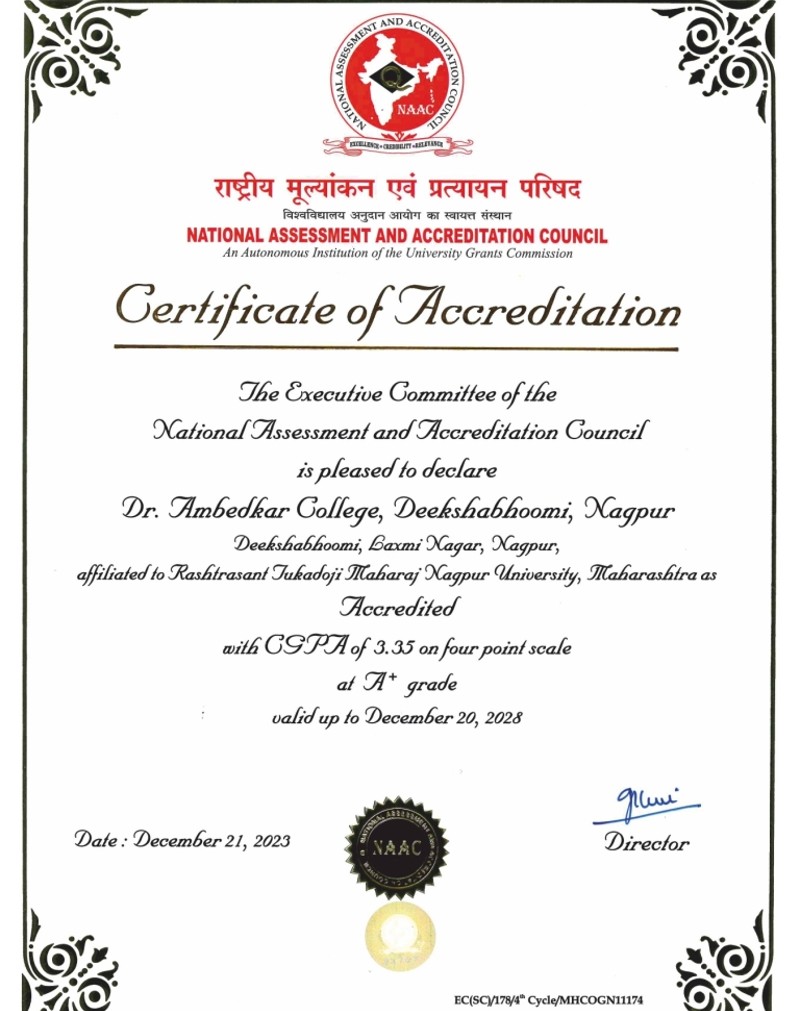 NATIONAL ASSESSMENT AND ACCREDITATION COUNCIL
NAAC
EXCELLENCE • CREDIBILITY • RELEVANCE
राष्ट्रीय मूल्यांकन एवं प्रत्यायन परिषद
विश्वविद्यालय अनुदान आयोग का स्वायत्त संस्थान
NATIONAL ASSESSMENT AND ACCREDITATION COUNCIL
An Autonomous Institution of the University Grants Commission
Certificate of Accreditation
The Executive Committee of the
National Assessment and Accreditation Council
is pleased to declare
Dr. Ambedkar College, Deekshabhoomi, Nagpur
Deekshabhoomi, Laxmi Nagar, Nagpur,
affiliated to Rashtrasant Tukadoji Maharaj Nagpur University, Maharashtra as
Accredited
with CGPA of 3.35 on four point scale
at A⁺ grade
valid up to December 20, 2028
Date : December 21, 2023
NAAC
Director
EC(SC)/178/4th Cycle/MHCOGN11174